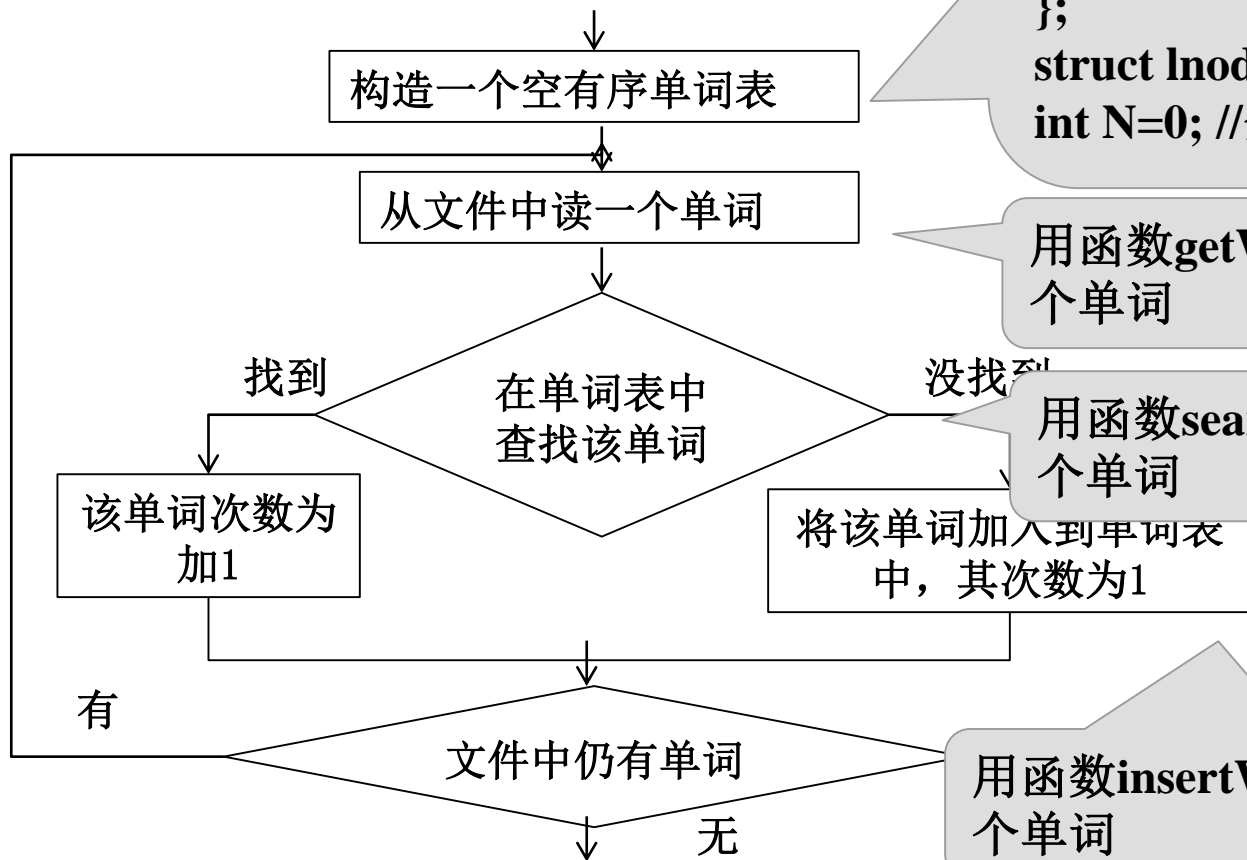 };
struct lnod
int N=0; //
构造一个空有序单词表
从文件中读一个单词
用函数getW
个单词
找到
没找到
在单词表中
查找该单词
用函数sear
个单词
该单词次数为
加1
将该单词加入到单词表
中，其次数为1
有
文件中仍有单词
用函数insertW
个单词
无